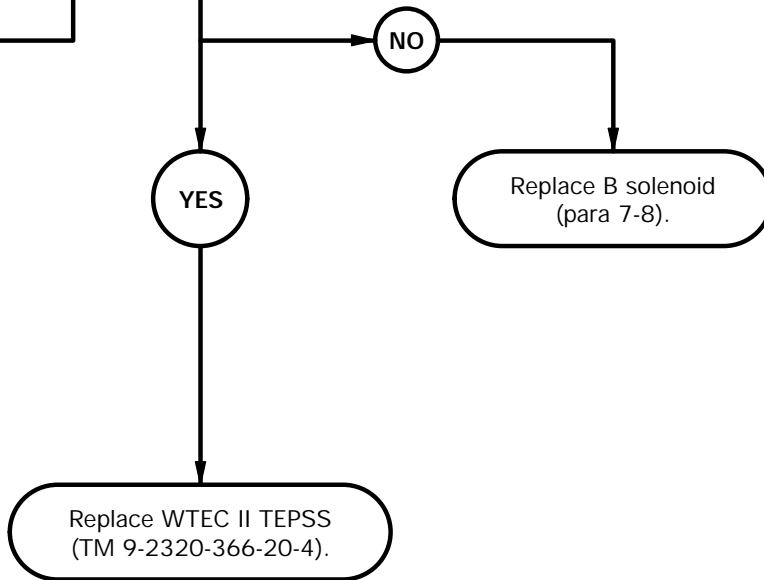 NO
YES
Replace B solenoid
(para 7-8).
Replace WTEC II TEPSS
(TM 9-2320-366-20-4).